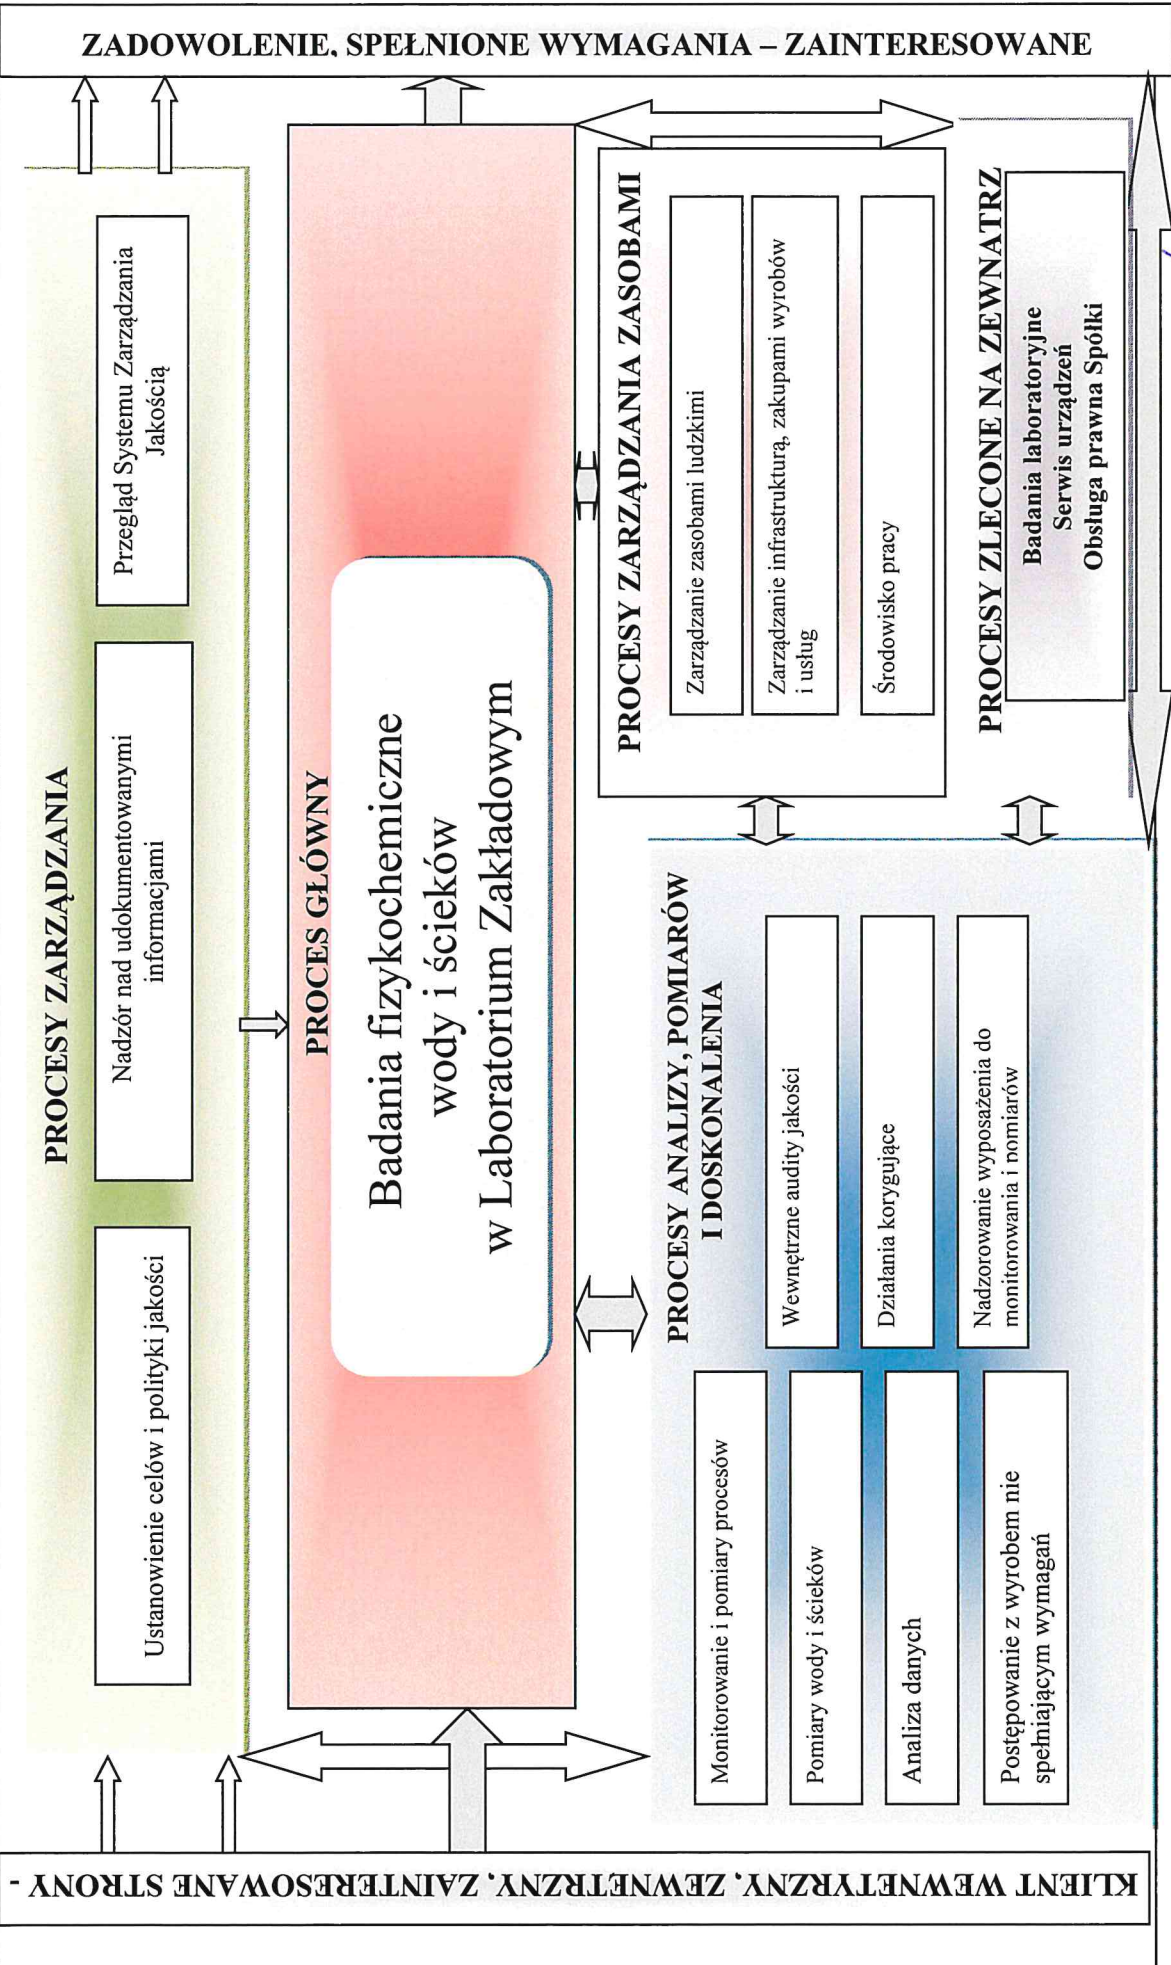 KLIENT WEWNĘTRZNY, ZEWNĘTRZNY, ZAINTERESOWANE STRONY -
PROCESY ZARZĄDZANIA
Ustanowienie celów i polityki jakości
Nadzór nad udokumentowanymi
informacjami
Przegląd Systemu Zarządzania
Jakością
PROCES GŁÓWNY
Badania fizykochemiczne
wody i ścieków
w Laboratorium Zakładowym
PROCESY ANALIZY, POMIARÓW
I DOSKONALENIA
Monitorowanie i pomiary procesów
Pomiary wody i ścieków
Analiza danych
Postępowanie z wyrobem nie
spełniającym wymagań
Wewnętrzne audity jakości
Działania korygujące
Nadzorowanie wyposażenia do
monitorowania i pomiarów
PROCESY ZARZĄDZANIA ZASOBAMI
Zarządzanie zasobami ludzkimi
Zarządzanie infrastrukturą, zakupami wyrobów
i usług
Środowisko pracy
PROCESY ZLECONE NA ZEWNATRZ
Badania laboratoryjne
Serwis urządzeń
Obsługa prawna Spółki
ZADOWOLENIE, SPEŁNIONE WYMAGANIA – ZAINTERESOWANE